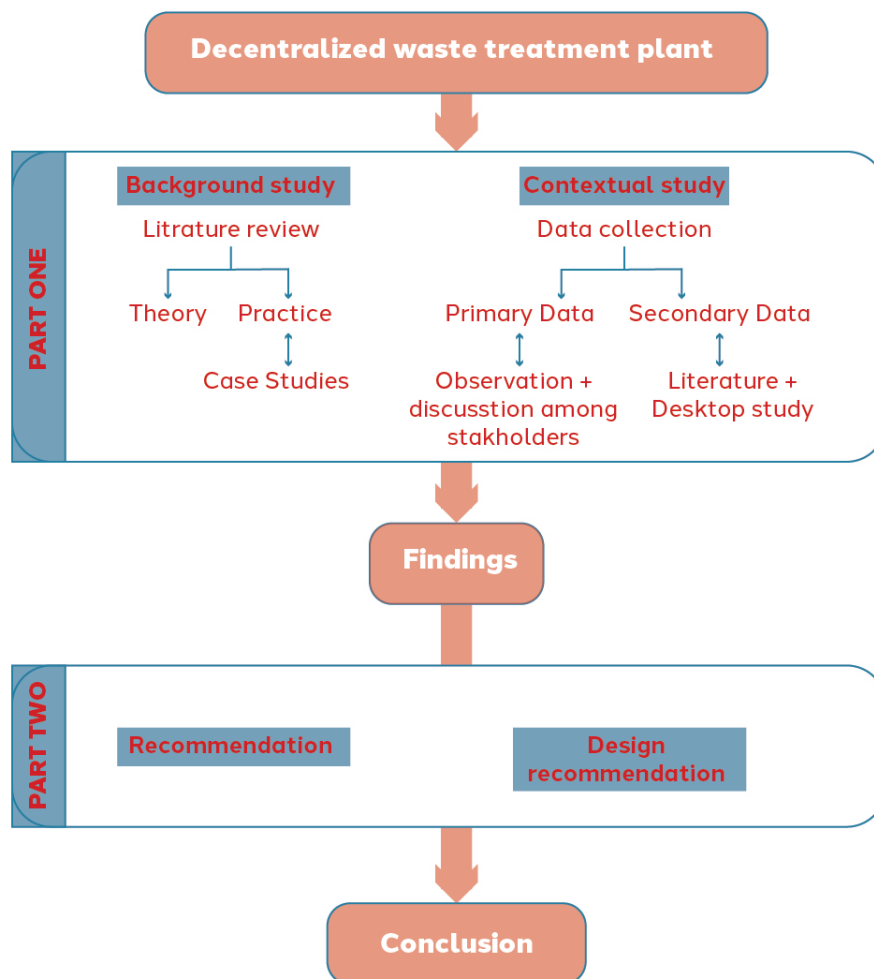 Decentralized waste treatment plant
PART ONE
Background study
Litrature review
Theory
Practice
Case Studies
Contextual study
Data collection
Primary Data
Secondary Data
Observation +
discusstion among
stakholders
Literature +
Desktop study
Findings
PART TWO
Recommendation
Design
recommendation
Conclusion